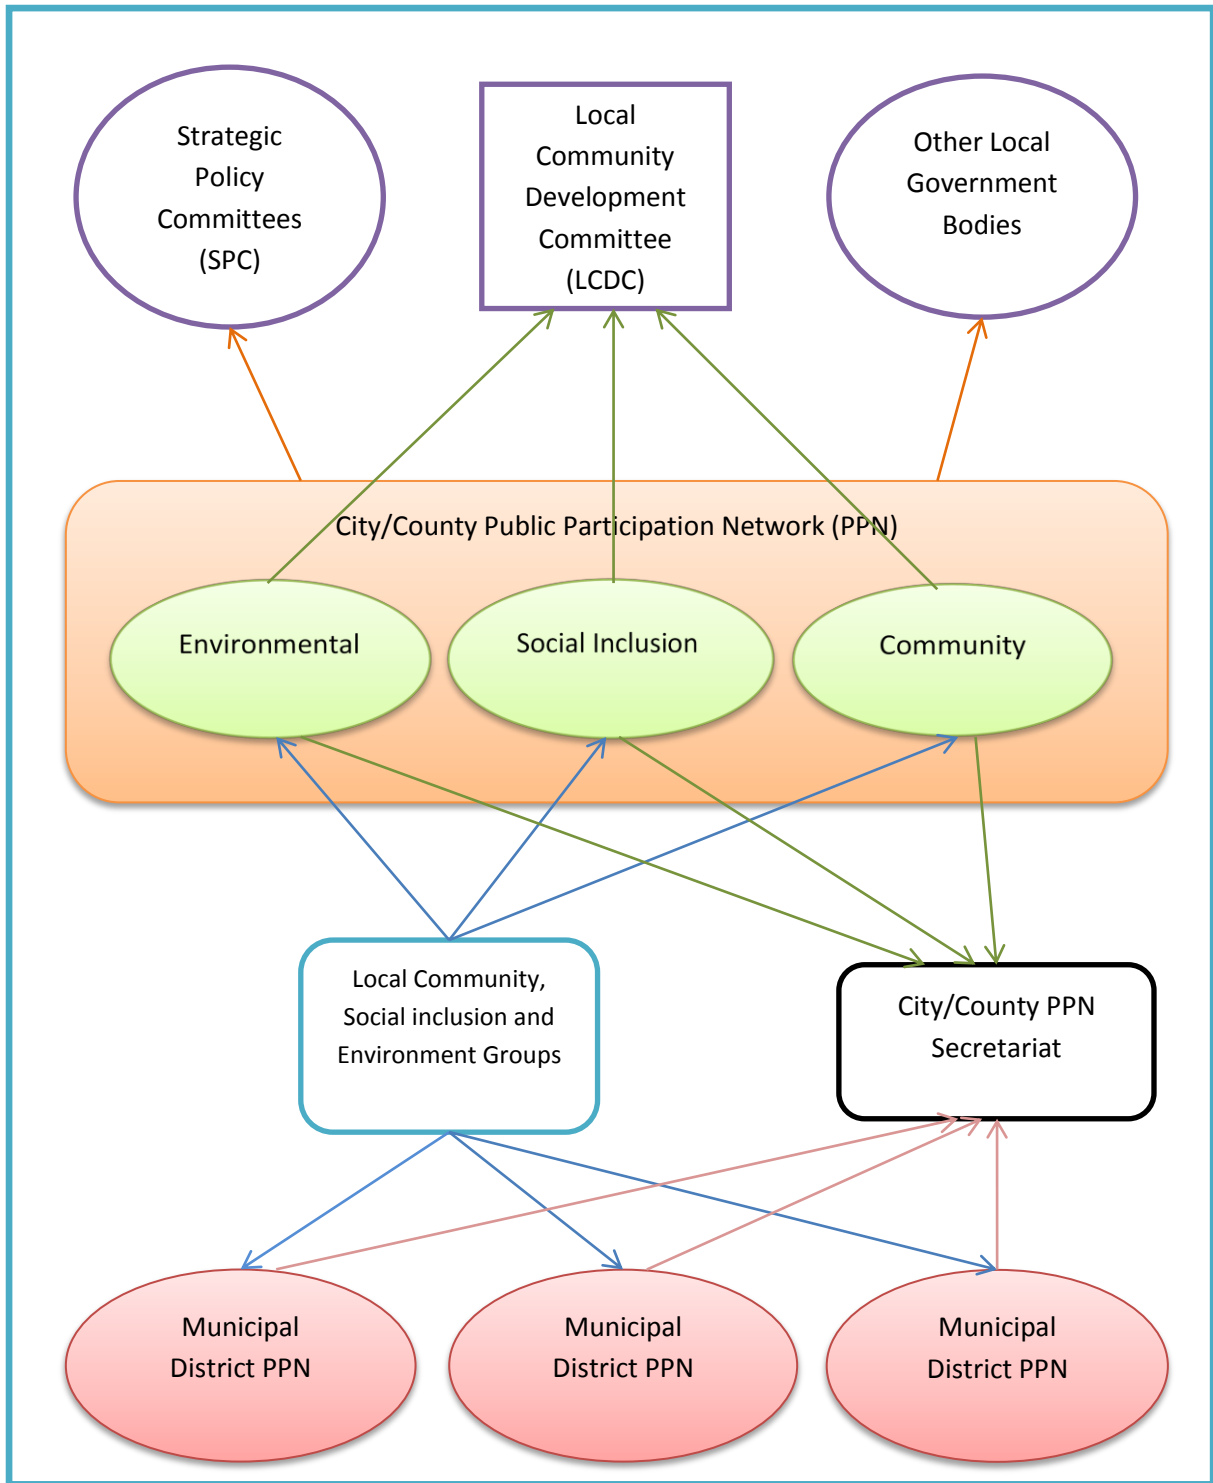 Strategic
Policy
Committees
(SPC)
Local
Community
Development
Committee
(LCDC)
Other Local
Government
Bodies
City/County Public Participation Network (PPN)
Environmental
Social Inclusion
Community
Local Community,
Social inclusion and
Environment Groups
City/County PPN
Secretariat
Municipal
District PPN
Municipal
District PPN
Municipal
District PPN